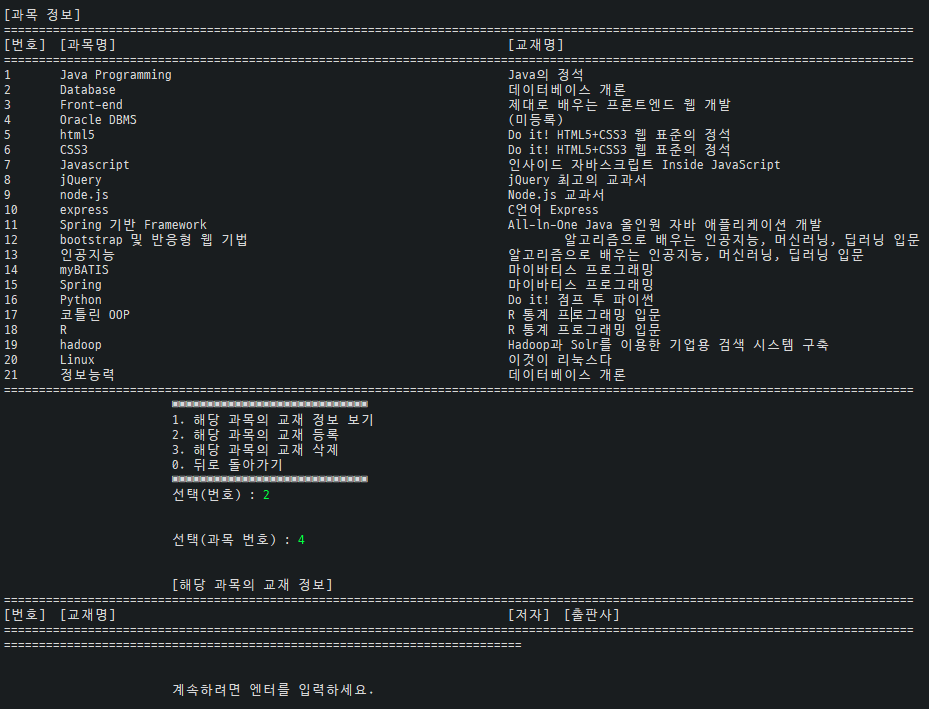 [과목 정보]
==================================================================================================================================
[번호] [과목명] [교재명]
==================================================================================================================================
1 Java Programming Java의 정석
2 Database 데이터베이스 개론
3 Front-end 제대로 배우는 프론트엔드 웹 개발
4 Oracle DBMS (미등록)
5 html5 Do it! HTML5+CSS3 웹 표준의 정석
6 CSS3 Do it! HTML5+CSS3 웹 표준의 정석
7 Javascript 인사이드 자바스크립트 Inside JavaScript
8 jQuery jQuery 최고의 교과서
9 node.js Node.js 교과서
10 express C언어 Express
11 Spring 기반 Framework All-ln-One Java 올인원 자바 애플리케이션 개발
12 bootstrap 및 반응형 웹 기법 알고리즘으로 배우는 인공지능, 머신러닝, 딥러닝 입문
13 인공지능 알고리즘으로 배우는 인공지능, 머신러닝, 딥러닝 입문
14 myBATIS 마이바티스 프로그래밍
15 Spring 마이바티스 프로그래밍
16 Python Do it! 점프 투 파이썬
17 코틀린 OOP R 통계 프로그래밍 입문
18 R R 통계 프로그래밍 입문
19 hadoop Hadoop과 Solr를 이용한 기업용 검색 시스템 구축
20 Linux 이것이 리눅스다
21 정보능력 데이터베이스 개론
==================================================================================================================================
1. 해당 과목의 교재 정보 보기
2. 해당 과목의 교재 등록
3. 해당 과목의 교재 삭제
0. 뒤로 돌아가기
선택(번호) : 2
선택(과목 번호) : 4
[해당 과목의 교재 정보]
==================================================================================================================================
[번호] [교재명] [저자] [출판사]
==================================================================================================================================
==========================================================================
계속하려면 엔터를 입력하세요.